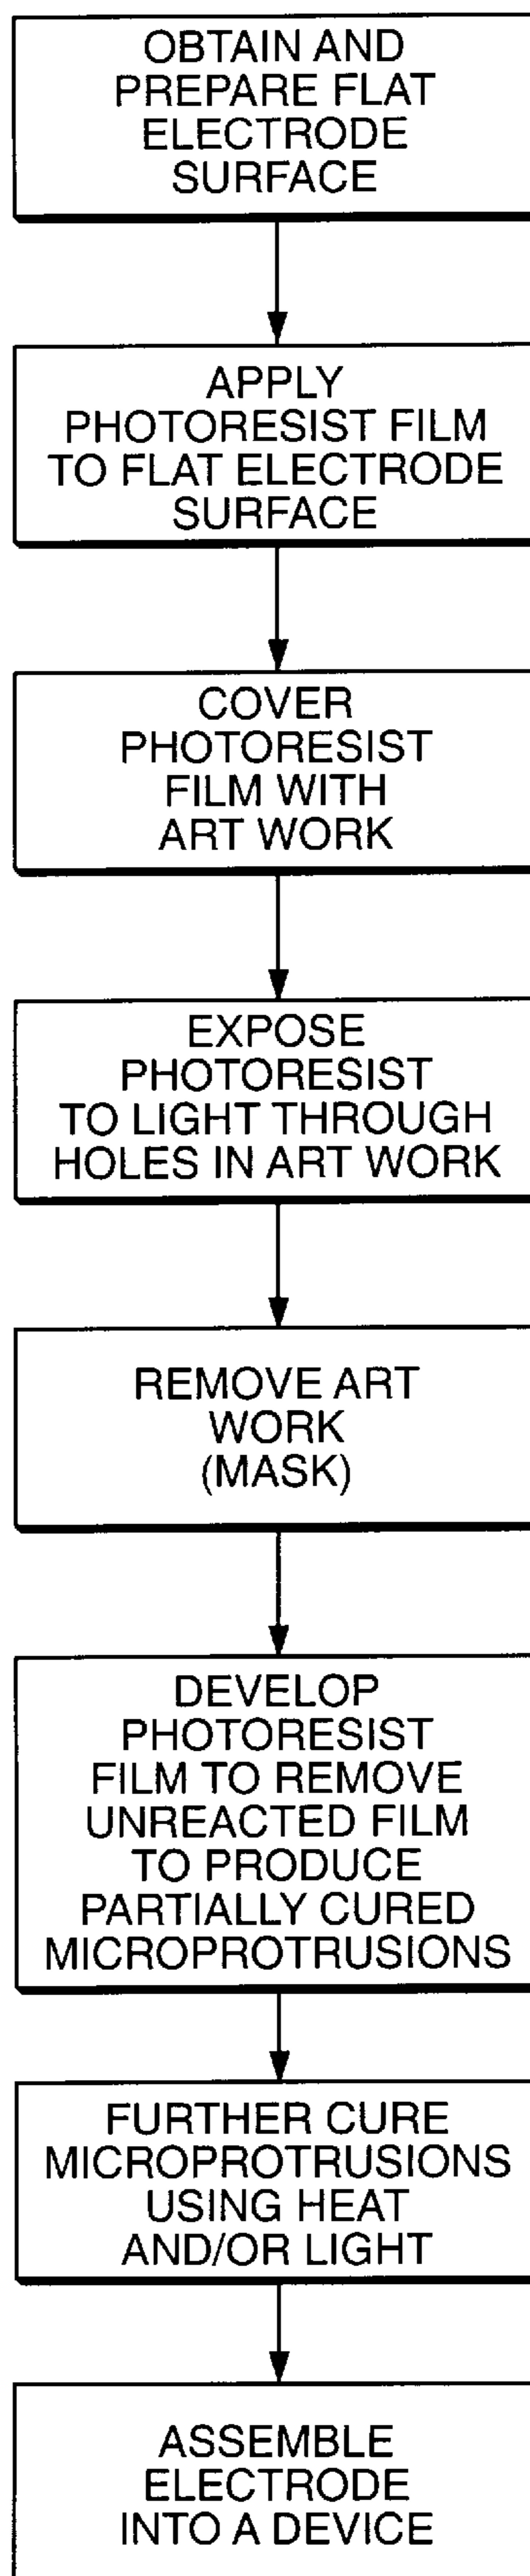 OBTAIN AND
PREPARE FLAT
ELECTRODE
SURFACE
APPLY
PHOTORESIST FILM
TO FLAT ELECTRODE
SURFACE
COVER
PHOTORESIST
FILM WITH
ART WORK
EXPOSE
PHOTORESIST
TO LIGHT THROUGH
HOLES IN ART WORK
REMOVE ART
WORK
(MASK)
DEVELOP
PHOTORESIST
FILM TO REMOVE
UNREACTED FILM
TO PRODUCE
PARTIALLY CURED
MICROPROTRUSIONS
FURTHER CURE
MICROPROTRUSIONS
USING HEAT
AND/OR LIGHT
ASSEMBLE
ELECTRODE
INTO A DEVICE